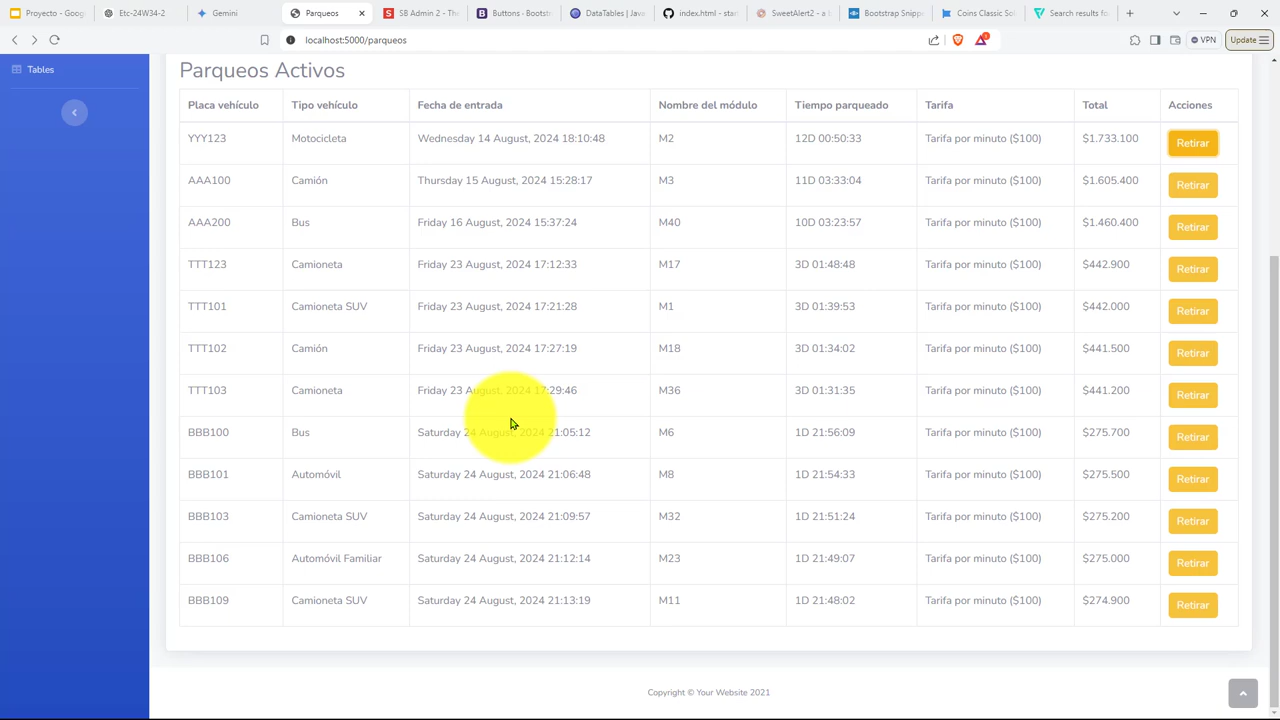 Proyecto - Goog
Etc-24W34-2
Gemini
Parqueos
SB Admin 2 - The
Buttons - Bootstr
DataTables | Java
index.html - start
SweetAlert2 - a b
Bootstrap Snippe
Coins Classic Sol
Search results fo
localhost:5000/parqueos
VPN
Update
Tables
Parqueos Activos
Placa vehículo Tipo vehículo Fecha de entrada Nombre del módulo Tiempo parqueado Tarifa Total Acciones
YYY123 Motocicleta Wednesday 14 August, 2024 18:10:48 M2 12D 00:50:33 Tarifa por minuto ($100) $1.733.100 Retirar
AAA100 Camión Thursday 15 August, 2024 15:28:17 M3 11D 03:33:04 Tarifa por minuto ($100) $1.605.400 Retirar
AAA200 Bus Friday 16 August, 2024 15:37:24 M40 10D 03:23:57 Tarifa por minuto ($100) $1.460.400 Retirar
TTT123 Camioneta Friday 23 August, 2024 17:12:33 M17 3D 01:48:48 Tarifa por minuto ($100) $442.900 Retirar
TTT101 Camioneta SUV Friday 23 August, 2024 17:21:28 M1 3D 01:39:53 Tarifa por minuto ($100) $442.000 Retirar
TTT102 Camión Friday 23 August, 2024 17:27:19 M18 3D 01:34:02 Tarifa por minuto ($100) $441.500 Retirar
TTT103 Camioneta Friday 23 August, 2024 17:29:46 M36 3D 01:31:35 Tarifa por minuto ($100) $441.200 Retirar
BBB100 Bus Saturday 24 August, 2024 21:05:12 M6 1D 21:56:09 Tarifa por minuto ($100) $275.700 Retirar
BBB101 Automóvil Saturday 24 August, 2024 21:06:48 M8 1D 21:54:33 Tarifa por minuto ($100) $275.500 Retirar
BBB103 Camioneta SUV Saturday 24 August, 2024 21:09:57 M32 1D 21:51:24 Tarifa por minuto ($100) $275.200 Retirar
BBB106 Automóvil Familiar Saturday 24 August, 2024 21:12:14 M23 1D 21:49:07 Tarifa por minuto ($100) $275.000 Retirar
BBB109 Camioneta SUV Saturday 24 August, 2024 21:13:19 M11 1D 21:48:02 Tarifa por minuto ($100) $274.900 Retirar
Copyright © Your Website 2021